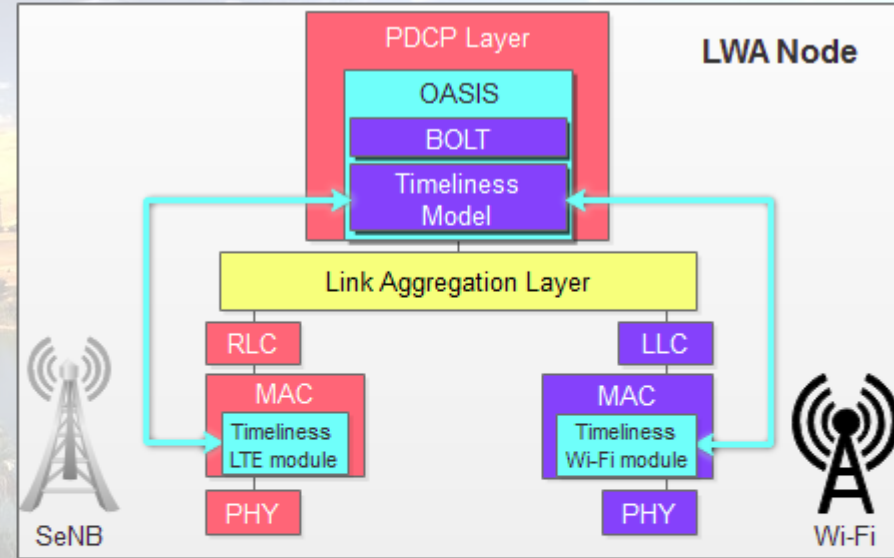 PDCP Layer
LWA Node
OASIS
BOLT
Timeliness
Model
Link Aggregation Layer
RLC
LLC
MAC
MAC
Timeliness
LTE module
Timeliness
Wi-Fi module
PHY
PHY
SeNB
Wi-Fi